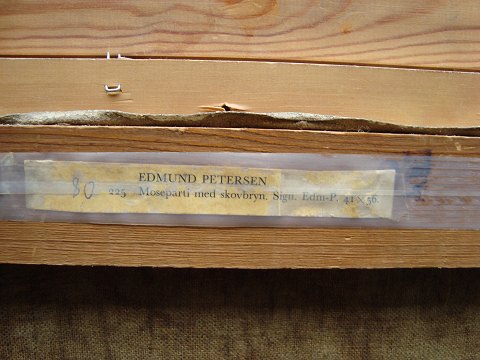 EDMUND PETERSEN
80 225 Moseparti med skovbryn. Sign. Edm-P. 41×56.